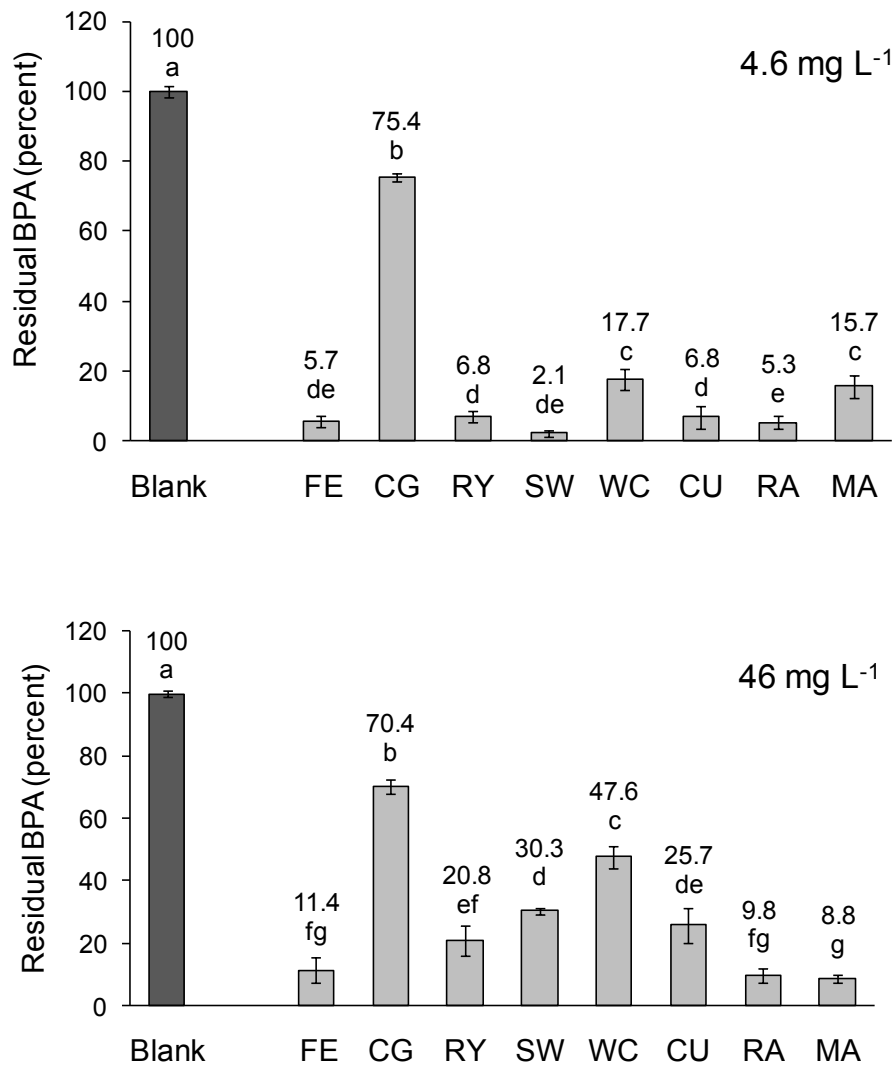 120
100
80
60
40
20
0
Residual BPA (percent)
4.6 mg L-1
100
a
5.7
de
75.4
b
6.8
d
2.1
de
17.7
c
6.8
d
5.3
e
15.7
c
Blank FE CG RY SW WC CU RA MA
120
100
80
60
40
20
0
Residual BPA (percent)
46 mg L-1
100
a
11.4
fg
70.4
b
20.8
ef
30.3
d
47.6
c
25.7
de
9.8
fg
8.8
g
Blank FE CG RY SW WC CU RA MA